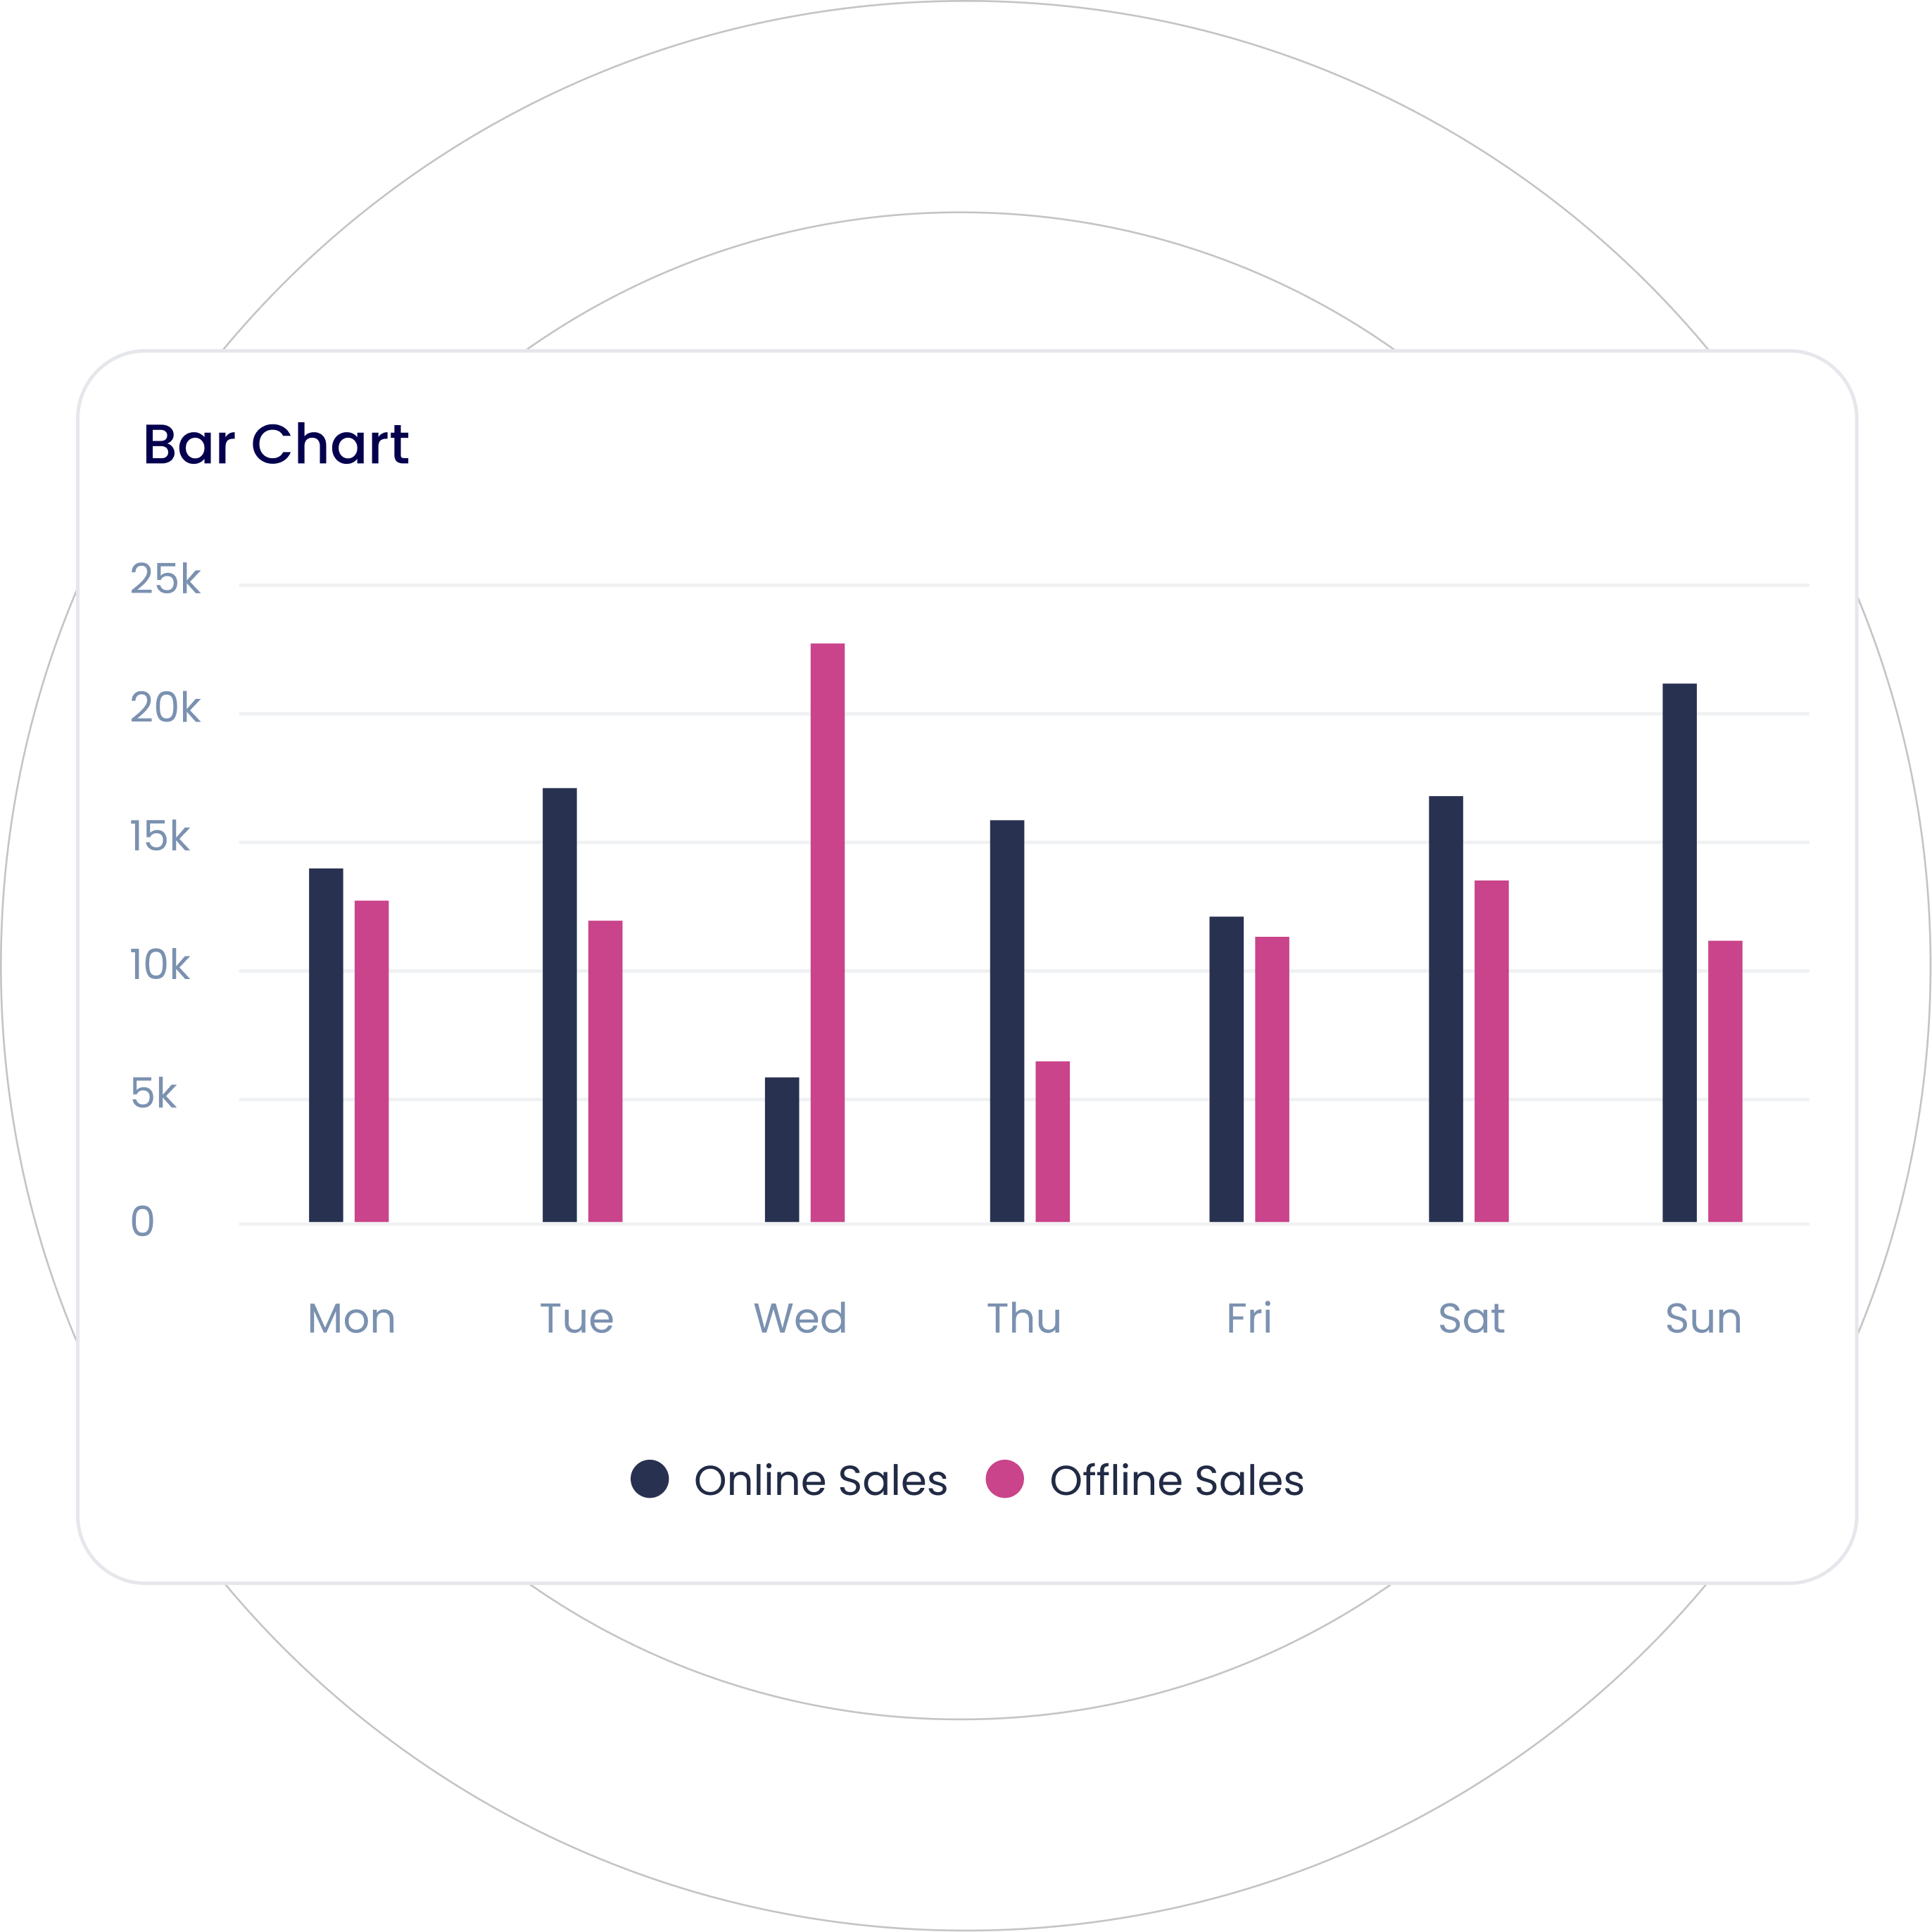 Bar Chart
25k
20k
15k
10k
5k
0
Mon Tue Wed Thu Fri Sat Sun
Online Sales Offline Sales